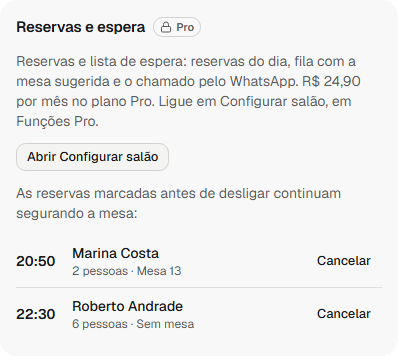 Reservas e espera Pro
Reservas e lista de espera: reservas do dia, fila com a
mesa sugerida e o chamado pelo WhatsApp. R$ 24,90
por mês no plano Pro. Ligue em Configurar salão, em
Funções Pro.
Abrir Configurar salão
As reservas marcadas antes de desligar continuam
segurando a mesa:
20:50 Marina Costa Cancelar
2 pessoas · Mesa 13
22:30 Roberto Andrade Cancelar
6 pessoas · Sem mesa